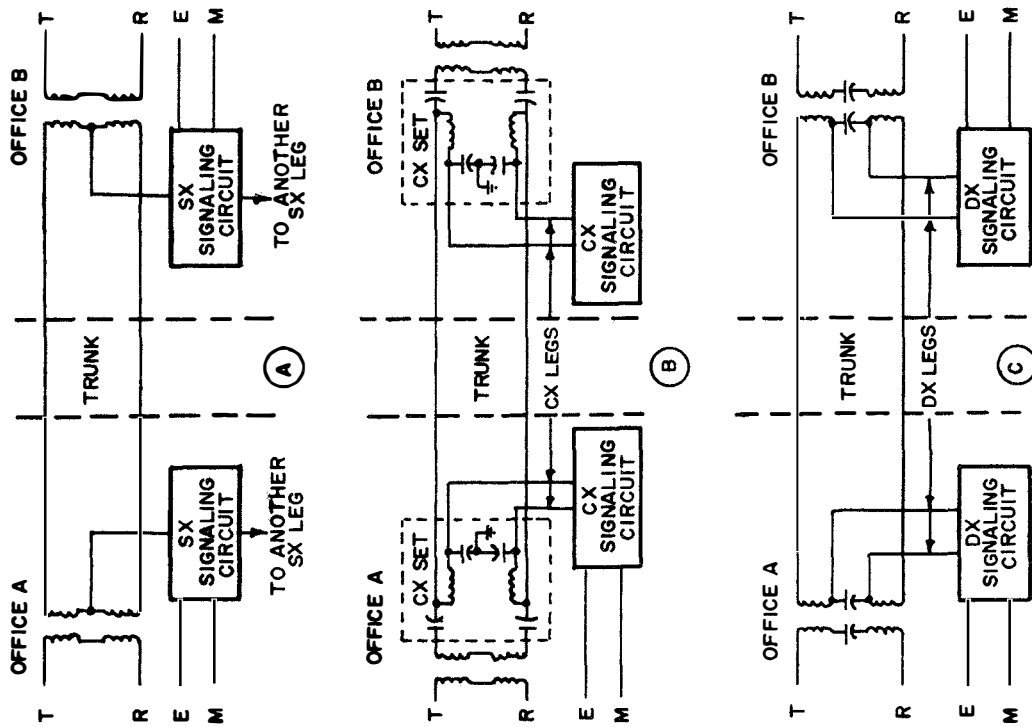 OFFICE A
OFFICE B
T
T
TRUNK
R
R
E
SX
SIGNALING
CIRCUIT
SX
SIGNALING
CIRCUIT
E
M
M
TO ANOTHER
SX LEG
A
TO ANOTHER
SX LEG
OFFICE A
OFFICE B
CX SET
CX SET
T
T
TRUNK
R
R
CX LEGS
E
M
CX
SIGNALING
CIRCUIT
CX
SIGNALING
CIRCUIT
B
OFFICE A
OFFICE B
T
T
TRUNK
R
R
DX LEGS
E
DX
SIGNALING
CIRCUIT
DX
SIGNALING
CIRCUIT
E
M
M
C